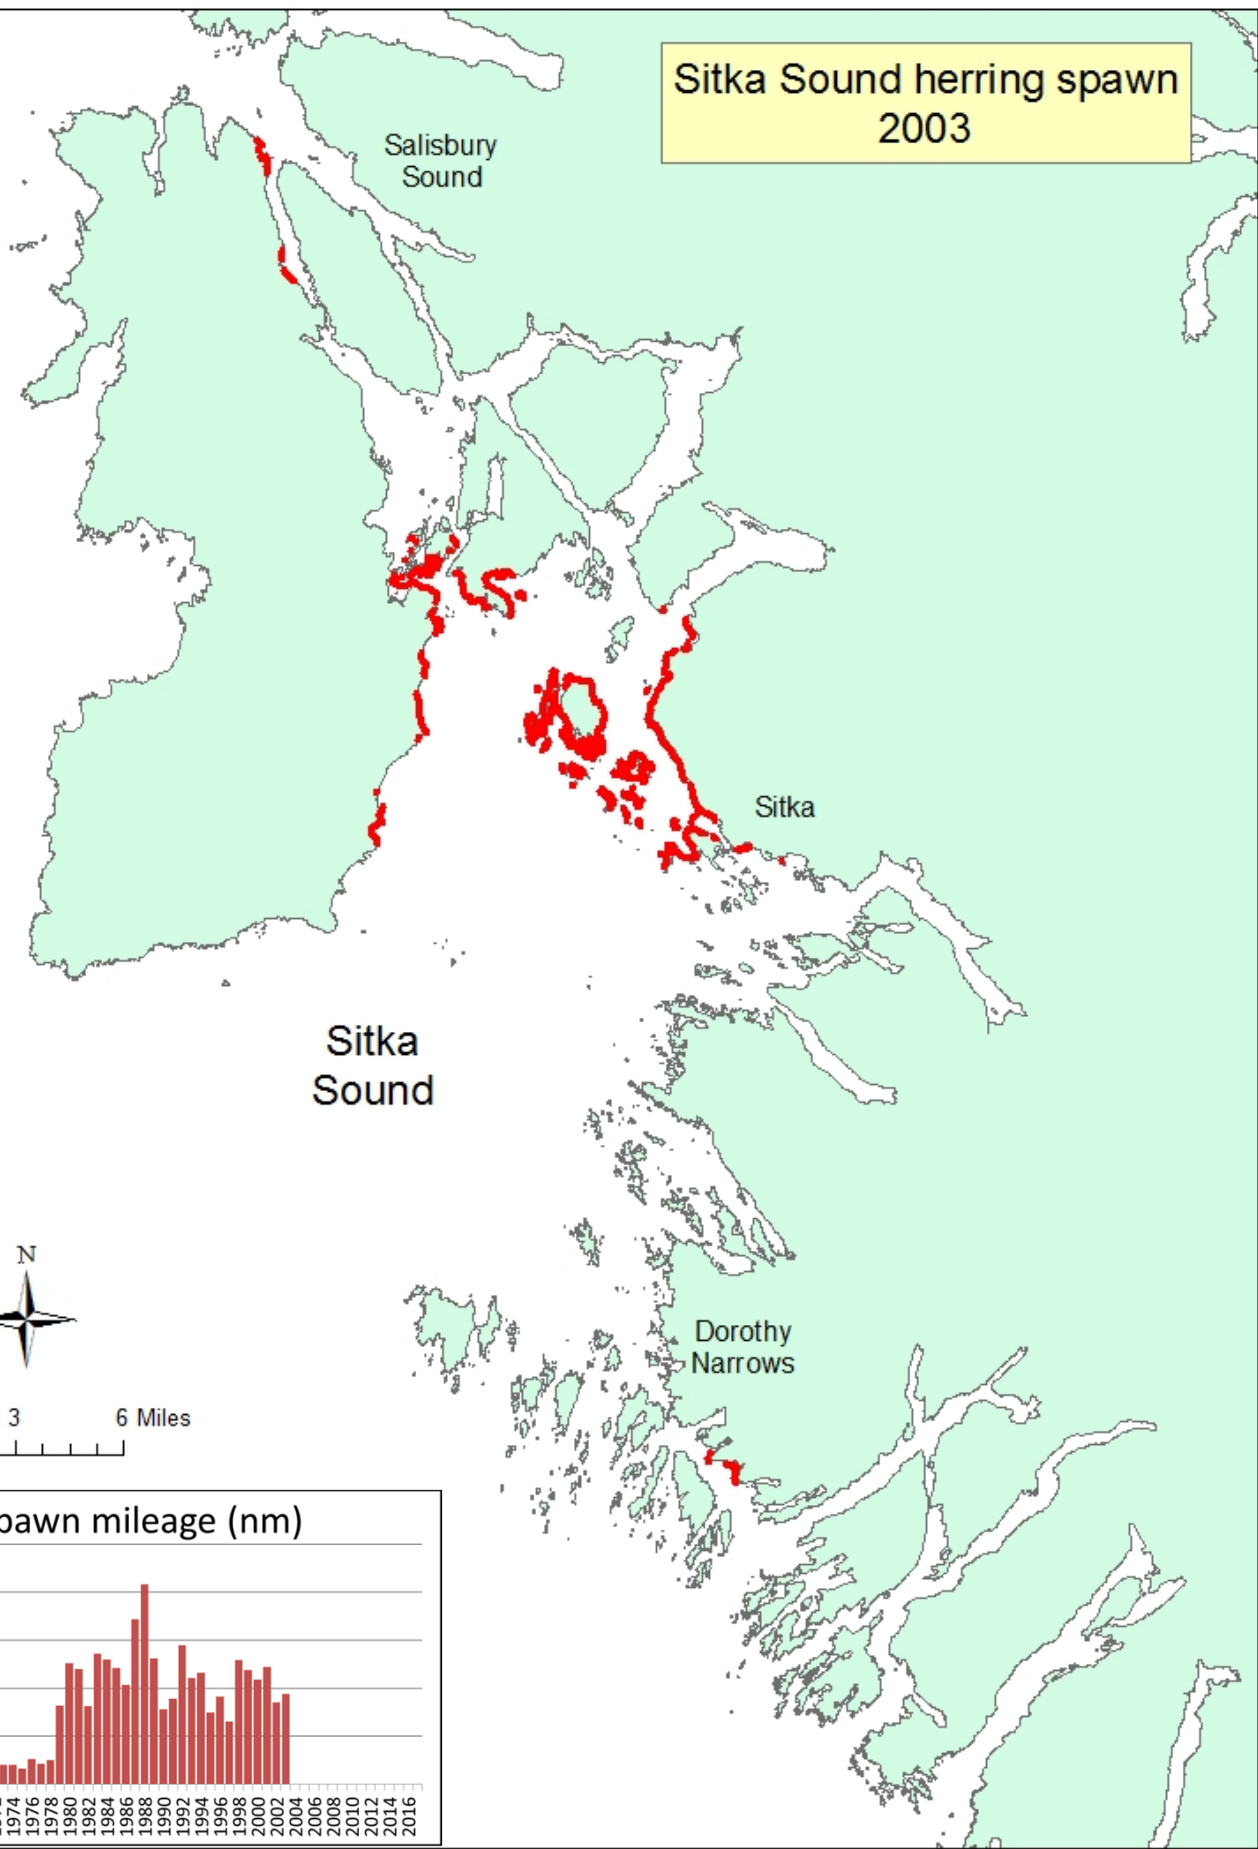 Sitka Sound herring spawn
2003
Salisbury
Sound
Sitka
Sitka
Sound
N
Dorothy
Narrows
3 6 Miles
pawn mileage (nm)
1974 1976 1978 1980 1982 1984 1986 1988 1990 1992 1994 1996 1998 2000 2002 2004 2006 2008 2010 2012 2014 2016